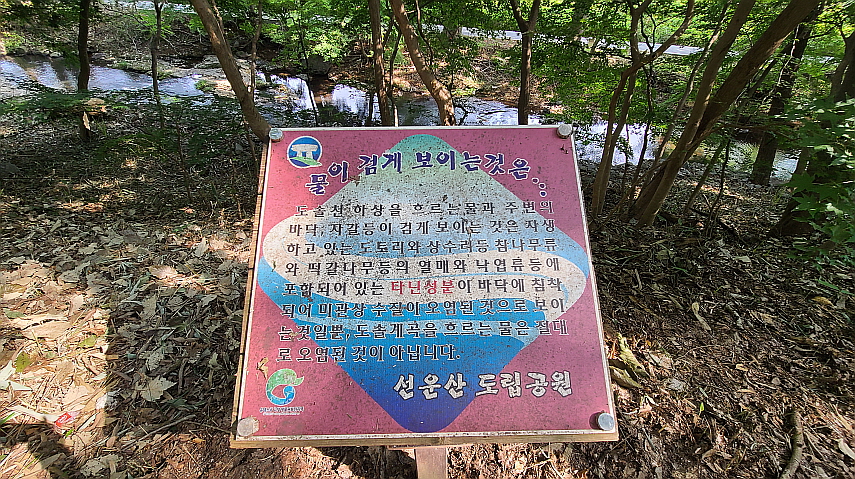 물이 검게 보이는것은..
도솔천 하상을 흐르는물과 주변의
바닥, 자갈등이 검게 보이는 것은 자생
하고 있는 도토리와 상수리등 참나무류
와 떡갈나무등의 열매와 낙엽류등에
포함되어 있는 타닌성분이 바닥에 침착
되어 미관상 수질이 오염된 것으로 보이
는것일뿐, 도솔계곡을 흐르는 물은 절대
로 오염된 것이 아닙니다.
선운산 도립공원